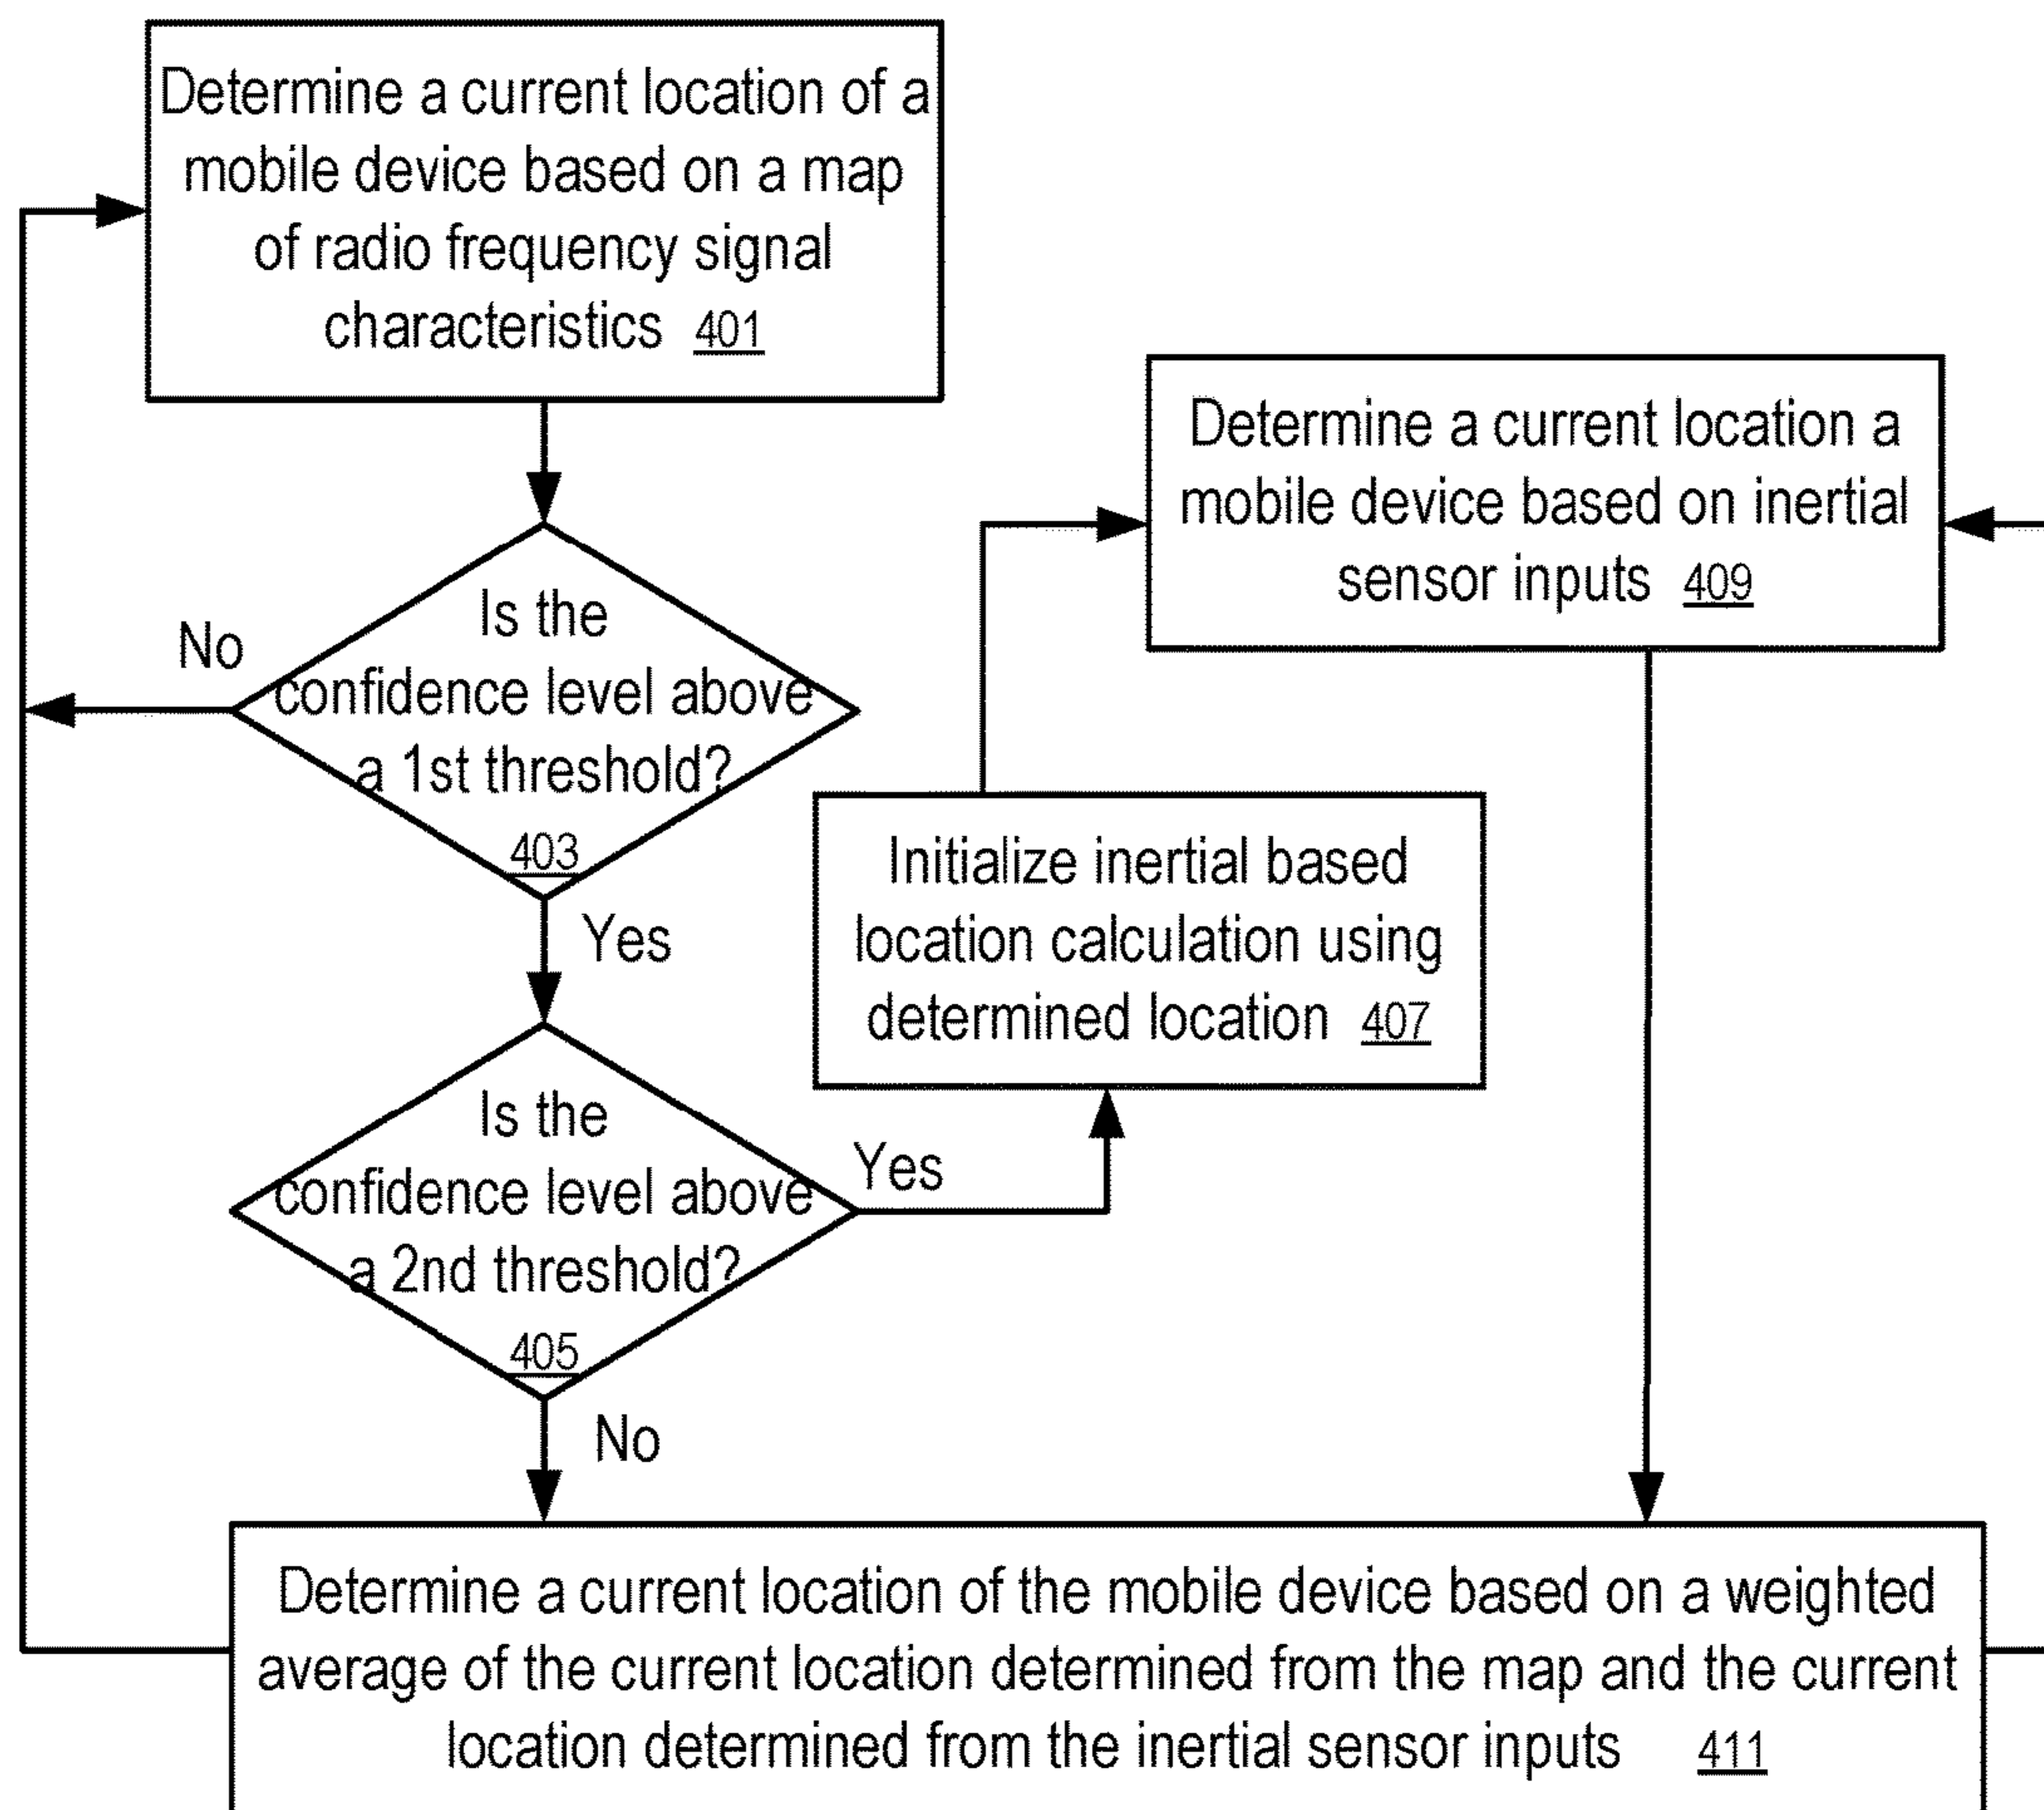 Determine a current location of a
mobile device based on a map
of radio frequency signal
characteristics 401
Is the
confidence level above
a 1st threshold?
403
No
Yes
Is the
confidence level above
a 2nd threshold?
405
Yes
No
Initialize inertial based
location calculation using
determined location 407
Determine a current location a
mobile device based on inertial
sensor inputs 409
Determine a current location of the mobile device based on a weighted
average of the current location determined from the map and the current
location determined from the inertial sensor inputs 411